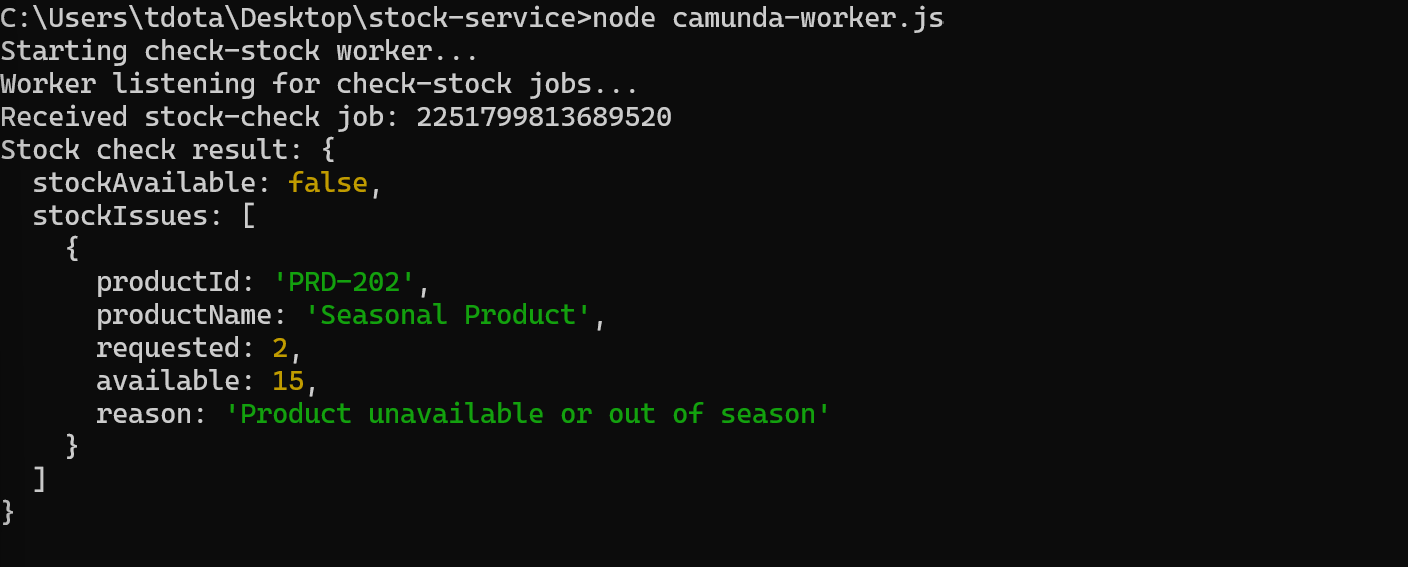 C:\Users\tdota\Desktop\stock-service>node camunda-worker.js
Starting check-stock worker...
Worker listening for check-stock jobs...
Received stock-check job: 2251799813689520
Stock check result: {
  stockAvailable: false,
  stockIssues: [
    {
      productId: 'PRD-202',
      productName: 'Seasonal Product',
      requested: 2,
      available: 15,
      reason: 'Product unavailable or out of season'
    }
  ]
}